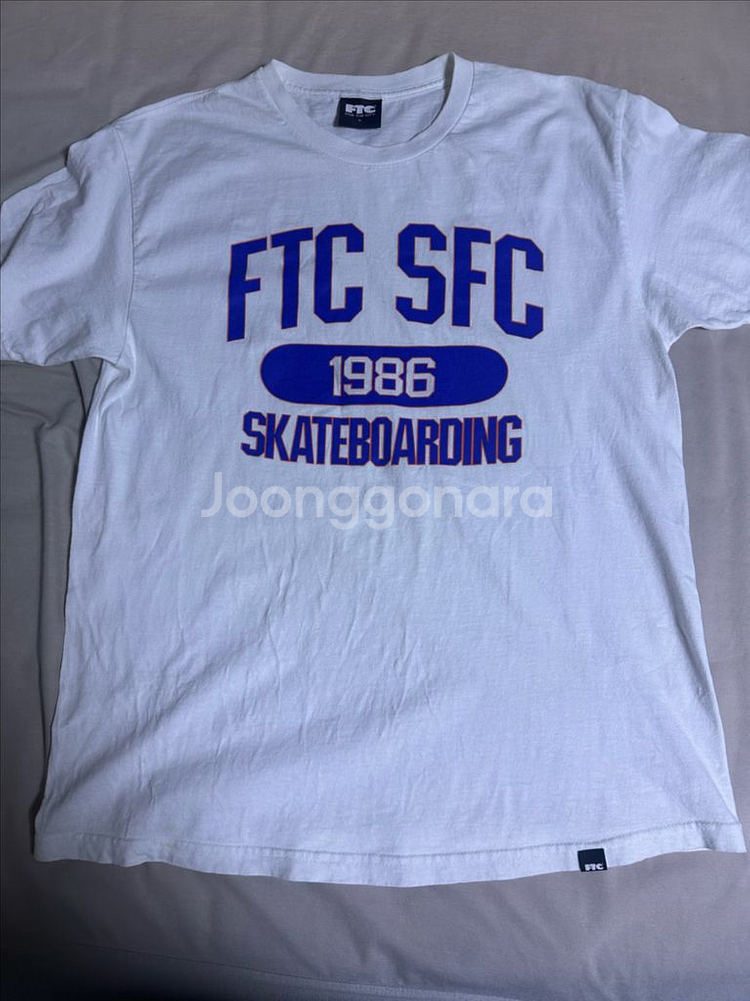 FTC
FTC SFC
1986
SKATEBOARDING
Joonggonara
FTC